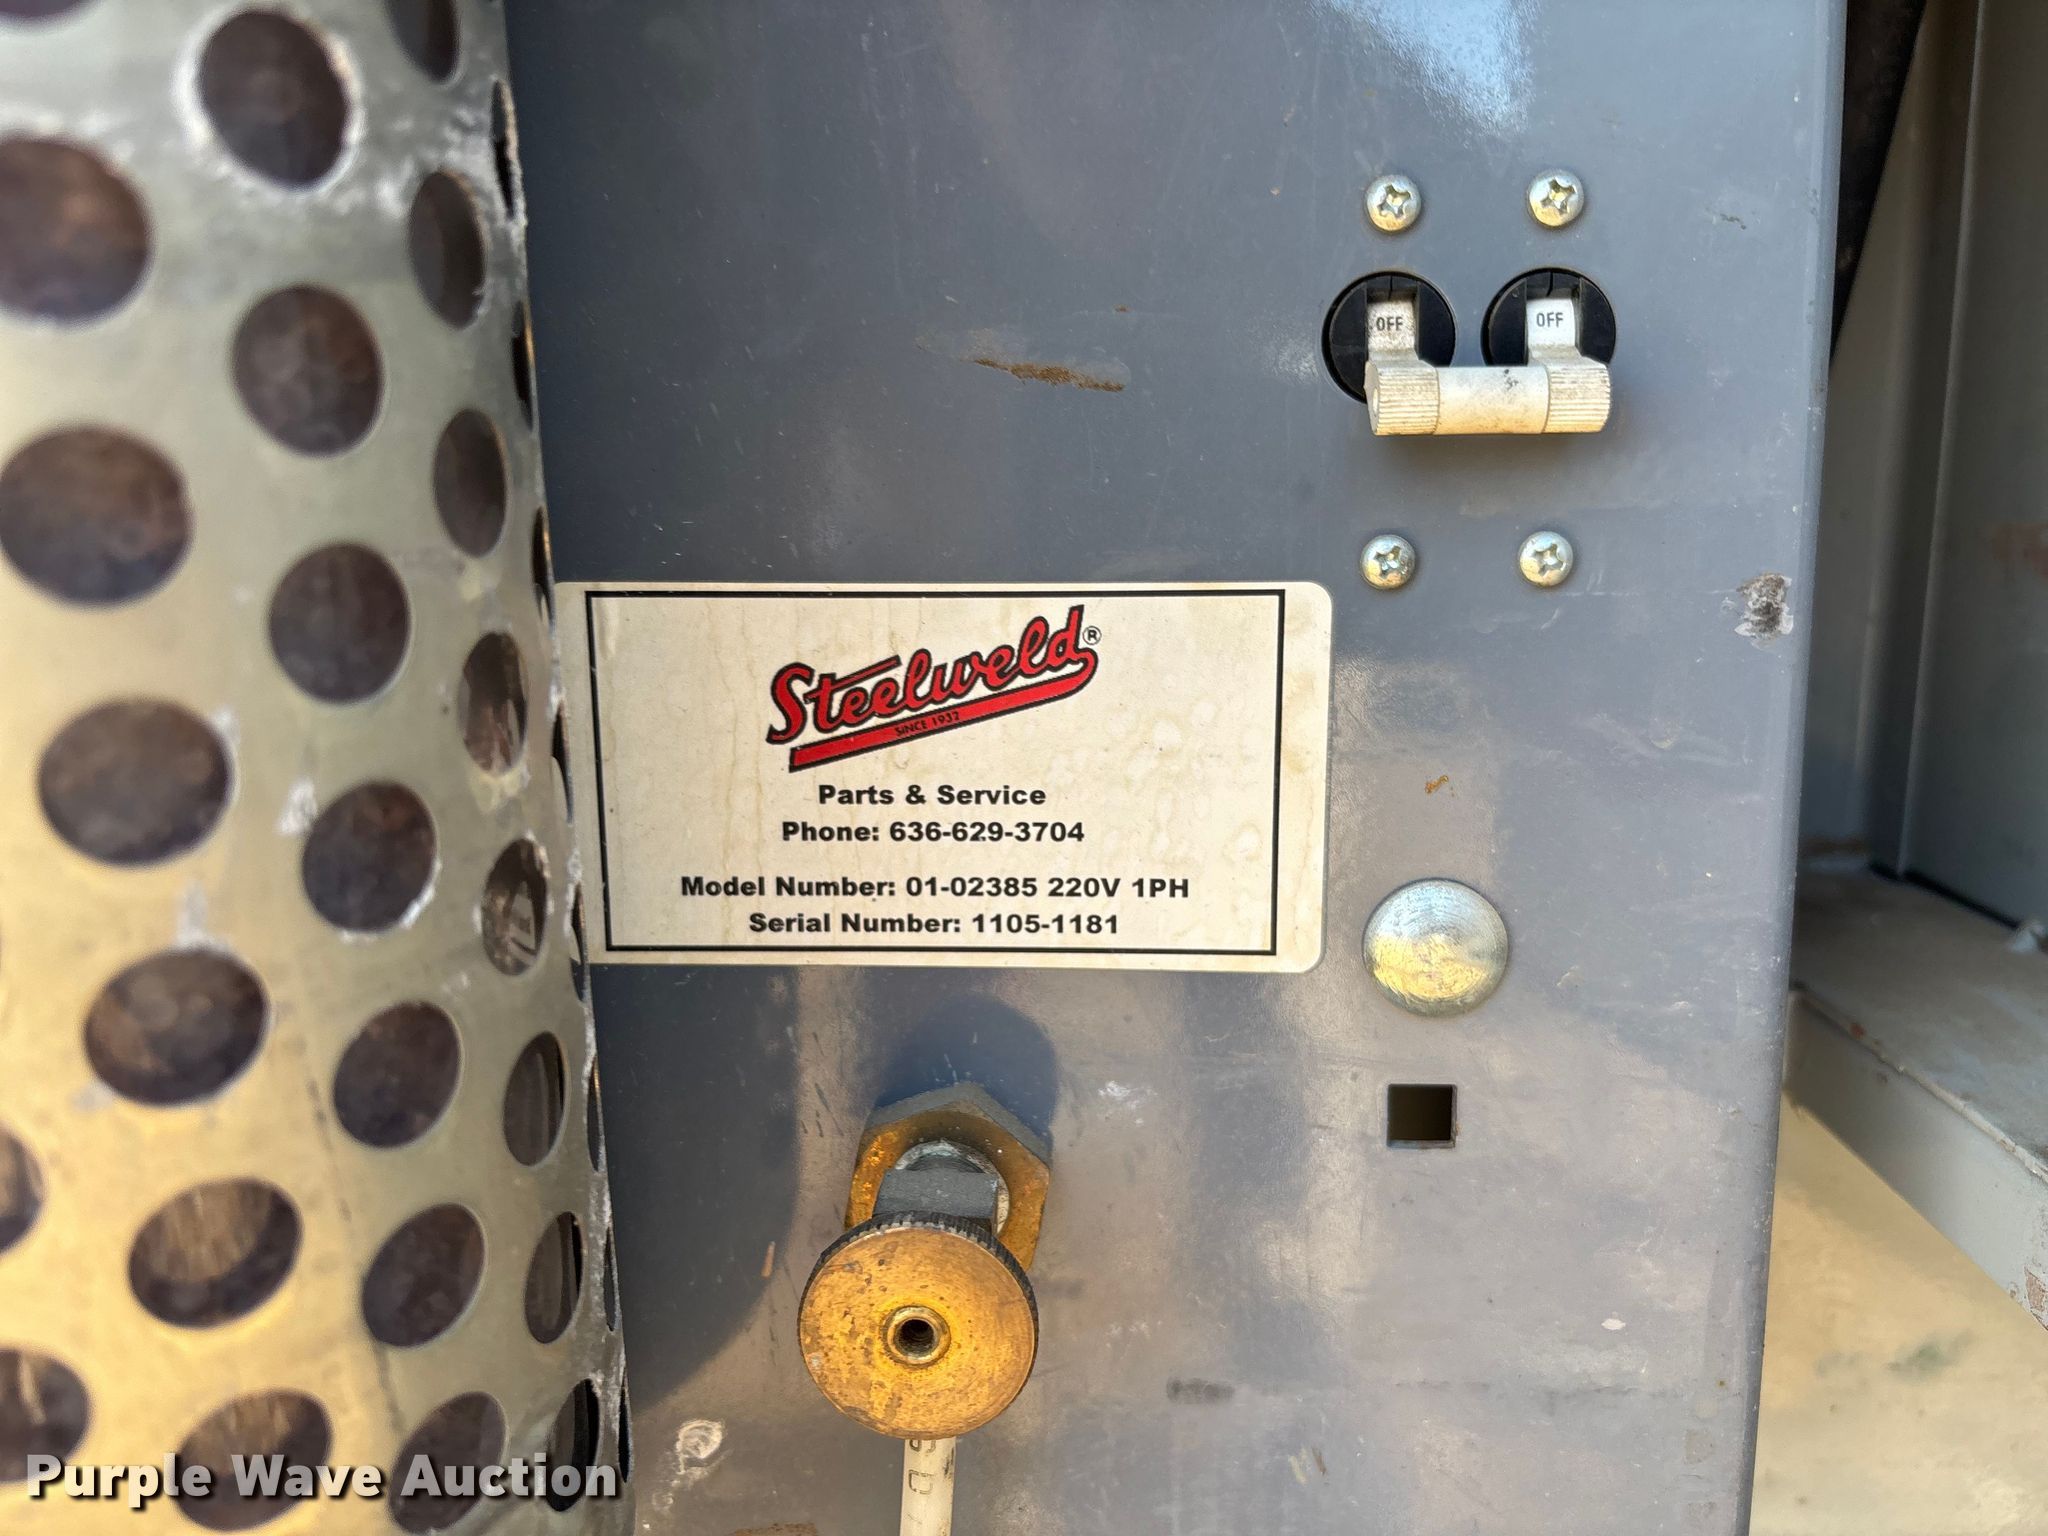 OFF OFF
Steelweld®
SINCE 1932
Parts & Service
Phone: 636-629-3704
Model Number: 01-02385 220V 1PH
Serial Number: 1105-1181
Purple Wave Auction